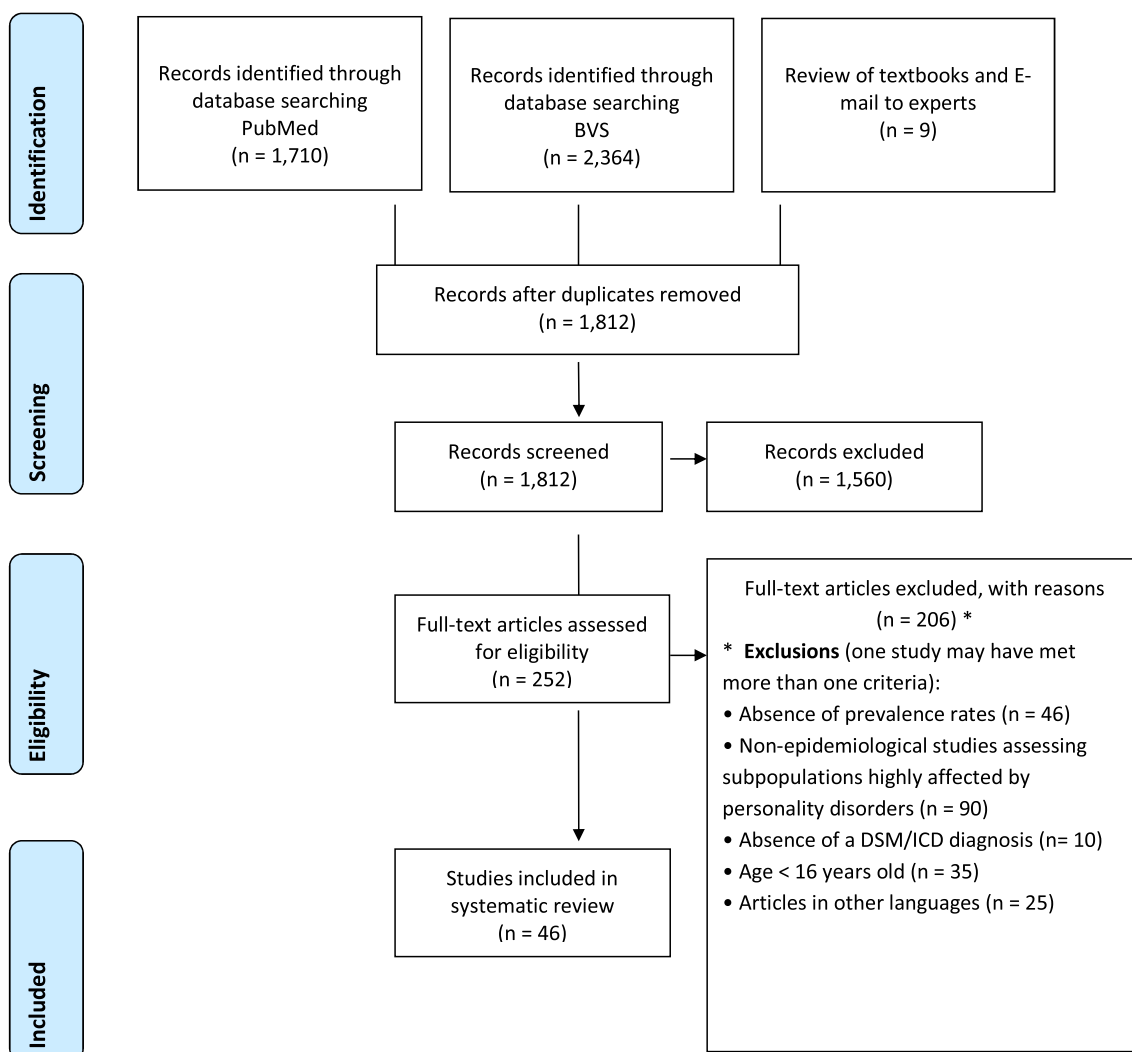 Identification
Records identified through
database searching
PubMed
(n = 1,710)
Records identified through
database searching
BVS
(n = 2,364)
Review of textbooks and E-
mail to experts
(n = 9)
Screening
Records after duplicates removed
(n = 1,812)
Records screened
(n = 1,812)
Records excluded
(n = 1,560)
Eligibility
Full-text articles assessed
for eligibility
(n = 252)
Full-text articles excluded, with reasons
(n = 206) *
* Exclusions (one study may have met
more than one criteria):
• Absence of prevalence rates (n = 46)
• Non-epidemiological studies assessing
subpopulations highly affected by
personality disorders (n = 90)
• Absence of a DSM/ICD diagnosis (n= 10)
• Age < 16 years old (n = 35)
• Articles in other languages (n = 25)
Included
Studies included in
systematic review
(n = 46)